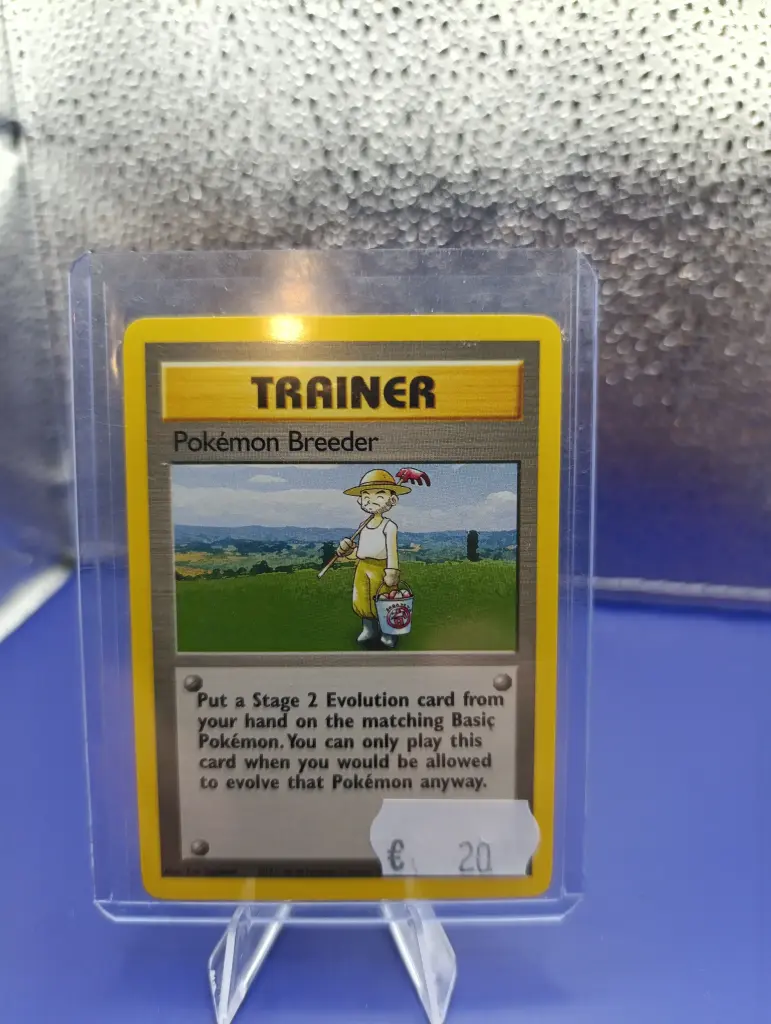 TRAINER
Pokémon Breeder
Put a Stage 2 Evolution card from
your hand on the matching Basic
Pokémon. You can only play this
card when you would be allowed
to evolve that Pokémon anyway.
€ 20